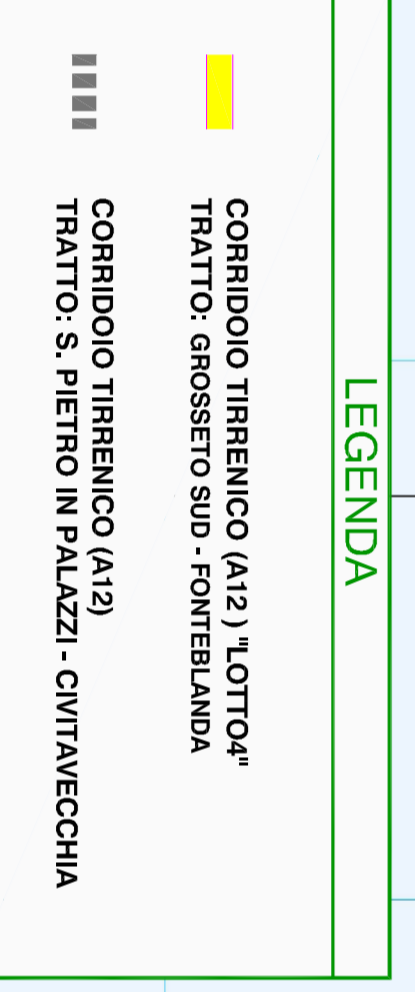 LEGENDA
CORRIDOIO TIRRENICO (A12 ) "LOTTO4"
TRATTO: GROSSETO SUD - FONTEBLANDA
CORRIDOIO TIRRENICO (A12)
TRATTO: S. PIETRO IN PALAZZI - CIVITAVECCHIA